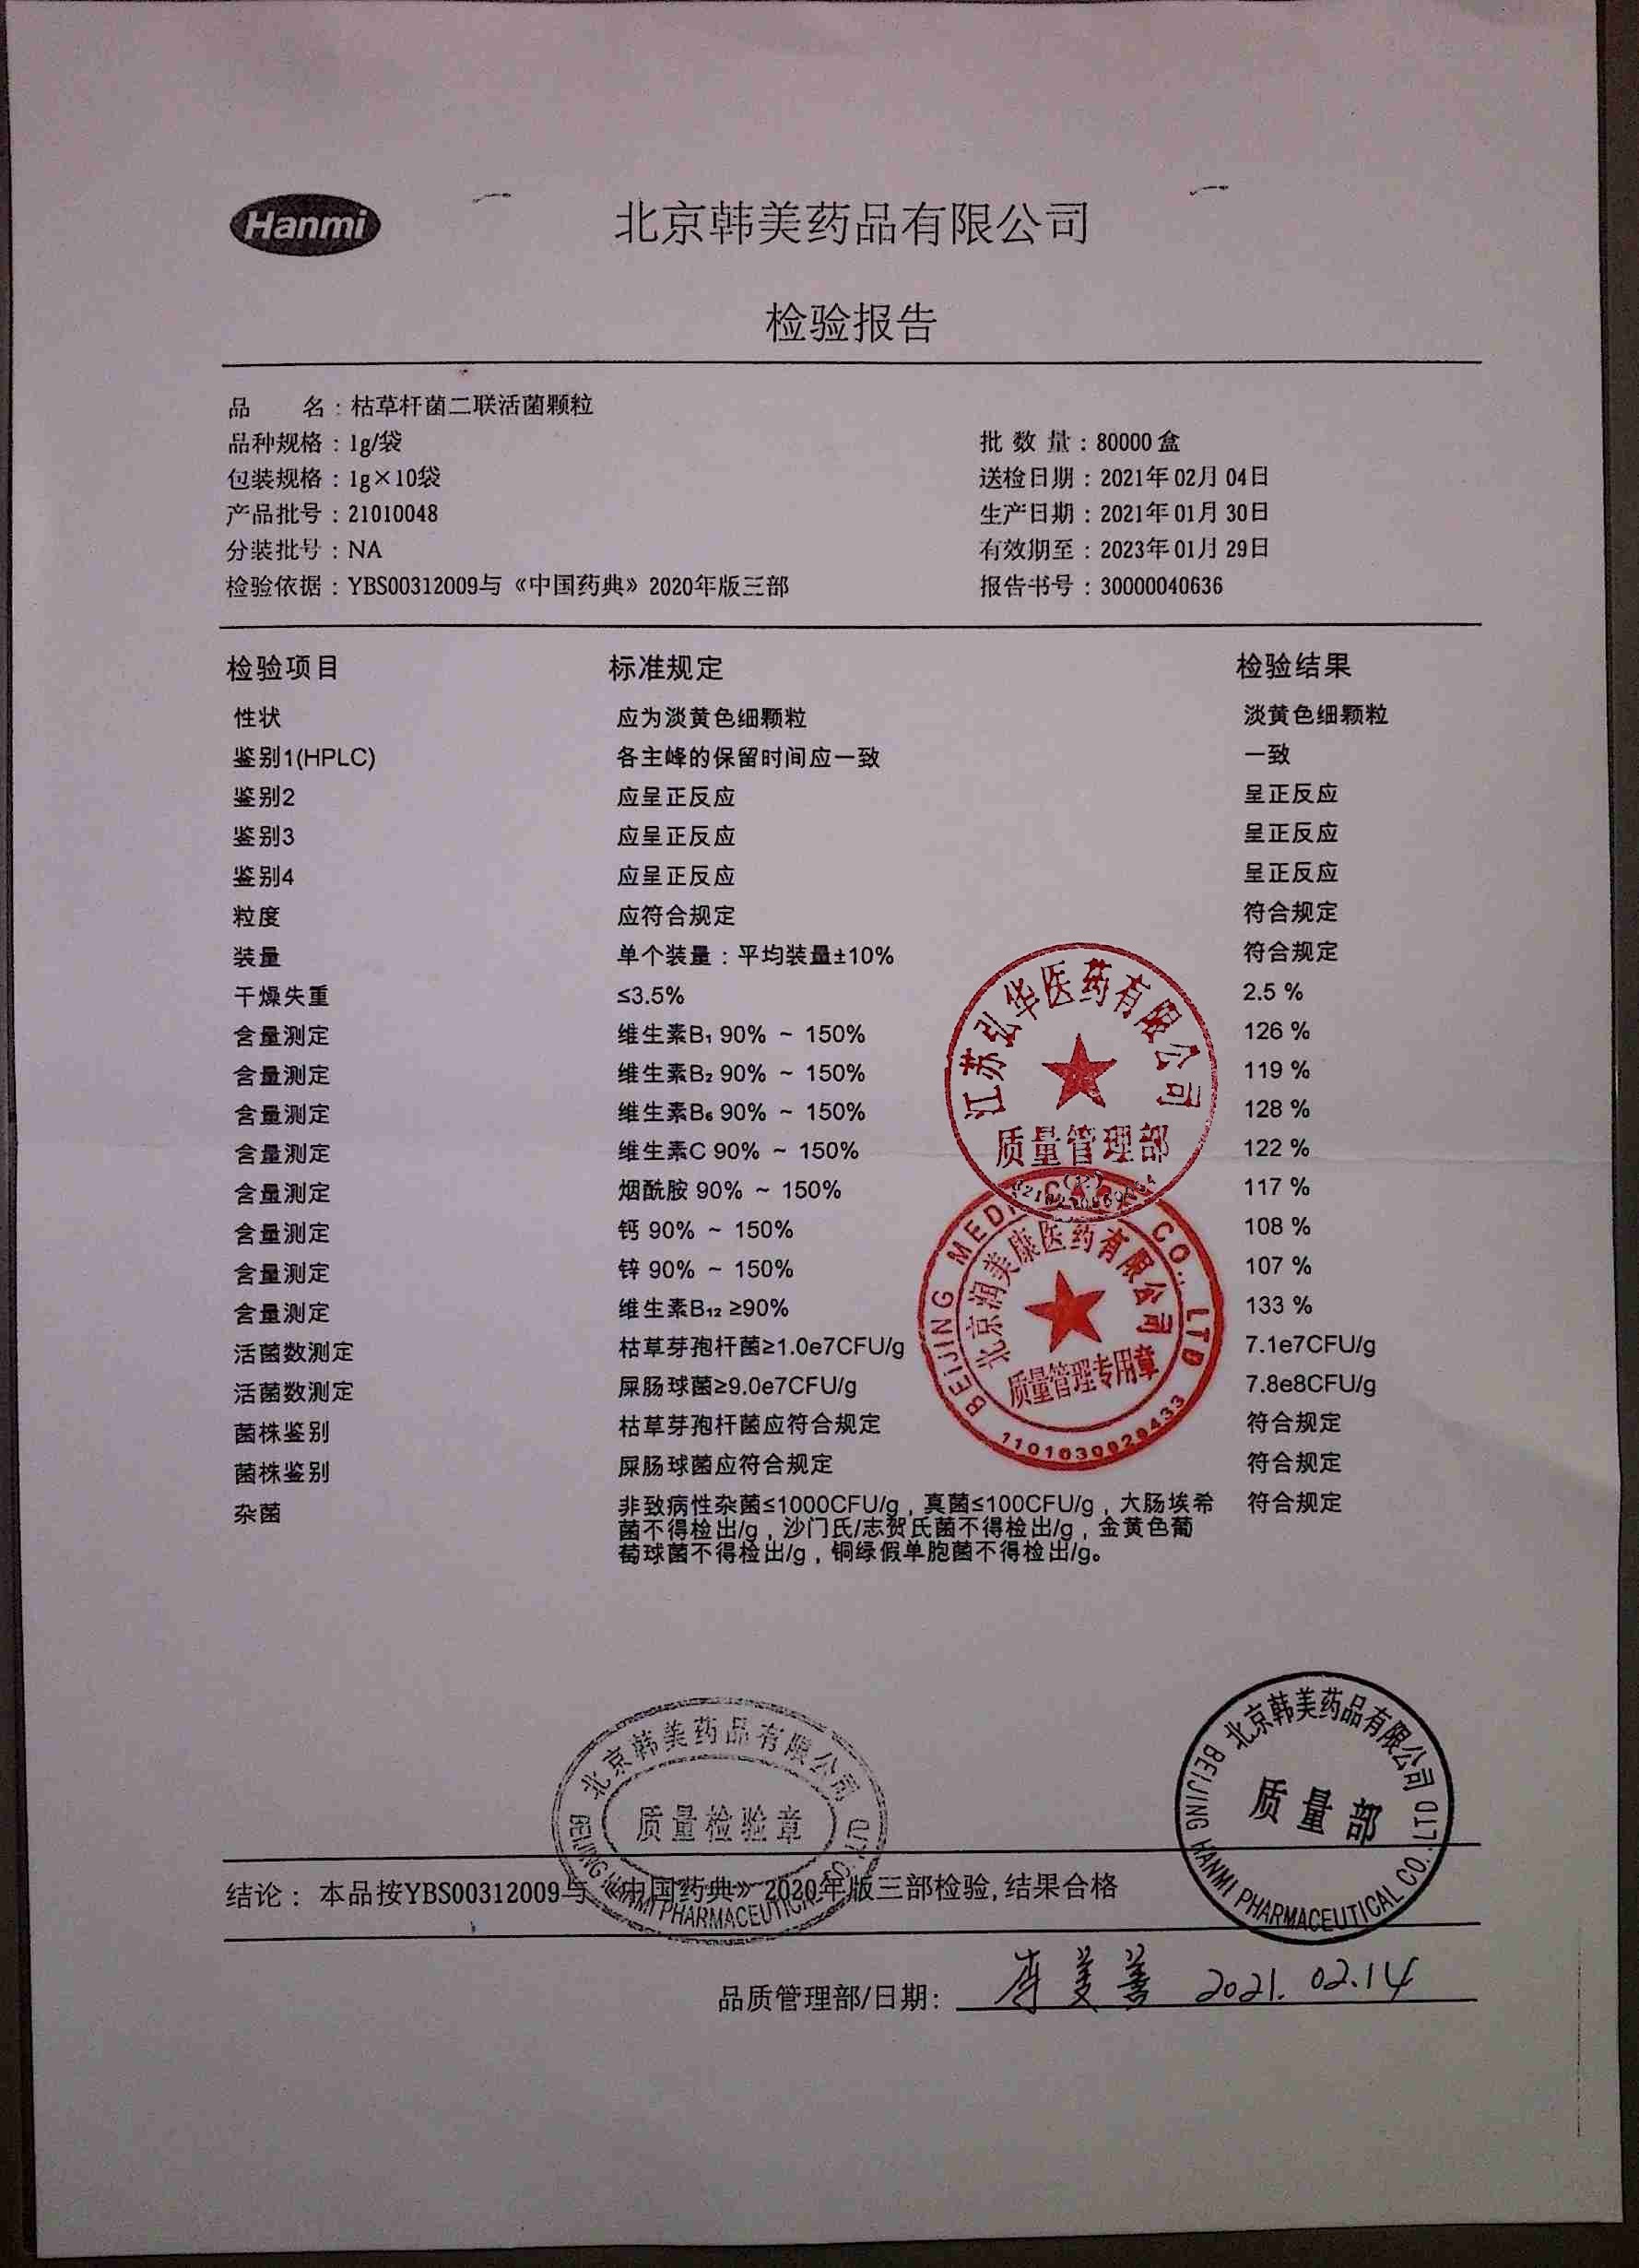 Hanmi
北京韩美药品有限公司
检验报告
品 名：枯草杆菌二联活菌颗粒
品种规格：1g/袋 批 数 量：80000盒
包装规格：1g×10袋 送检日期：2021年02月04日
产品批号：21010048 生产日期：2021年01月30日
分装批号：NA 有效期至：2023年01月29日
检验依据：YBS00312009与《中国药典》2020年版三部 报告书号：30000040636
检验项目 标准规定 检验结果
性状 应为淡黄色细颗粒 淡黄色细颗粒
鉴别1(HPLC) 各主峰的保留时间应一致 一致
鉴别2 应呈正反应 呈正反应
鉴别3 应呈正反应 呈正反应
鉴别4 应呈正反应 呈正反应
粒度 应符合规定 符合规定
装量 单个装量：平均装量±10% 符合规定
干燥失重 ≤3.5% 2.5 %
含量测定 维生素B₁ 90% ~ 150% 126 %
含量测定 维生素B₂ 90% ~ 150% 119 %
含量测定 维生素B₆ 90% ~ 150% 128 %
含量测定 维生素C 90% ~ 150% 122 %
含量测定 烟酰胺 90% ~ 150% 117 %
含量测定 钙 90% ~ 150% 108 %
含量测定 锌 90% ~ 150% 107 %
含量测定 维生素B₁₂ ≥90% 133 %
活菌数测定 枯草芽孢杆菌≥1.0e7CFU/g 7.1e7CFU/g
活菌数测定 屎肠球菌≥9.0e7CFU/g 7.8e8CFU/g
菌株鉴别 枯草芽孢杆菌应符合规定 符合规定
菌株鉴别 屎肠球菌应符合规定 符合规定
杂菌 非致病性杂菌≤1000CFU/g，真菌≤100CFU/g，大肠埃希 符合规定
菌不得检出/g，沙门氏/志贺氏菌不得检出/g，金黄色葡
萄球菌不得检出/g，铜绿假单胞菌不得检出/g。
江苏弘华医药有限公司
质量管理部
BEIJING CO., LTD
北京润美康医药有限公司
质量管理专用章
1101030029433
北京韩美药品有限公司
质量检验章
BEIJING HANMI PHARMACEUTICAL CO., LTD
北京韩美药品有限公司
质量部
BEIJING HANMI PHARMACEUTICAL CO., LTD
结论：本品按YBS00312009与《中国药典》2020年版三部检验,结果合格
品质管理部/日期：李美善 2021.02.14